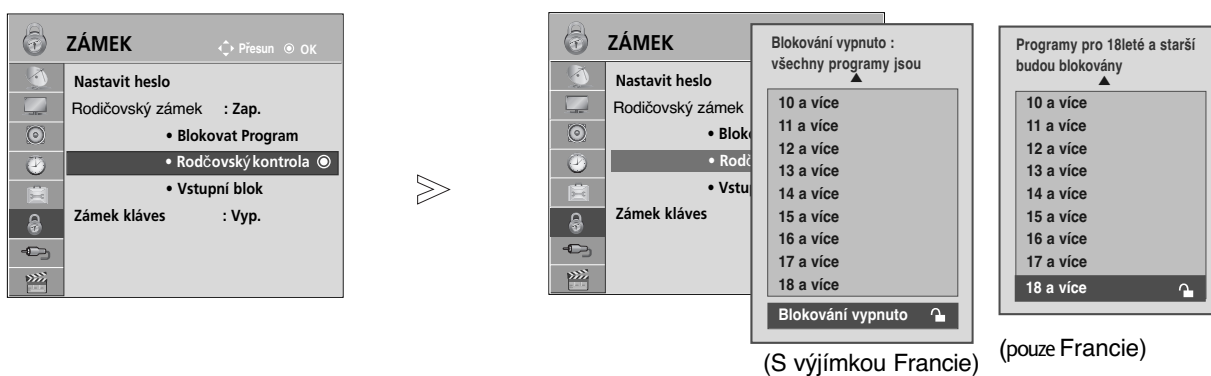 ZÁMEK
Přesun OK
Nastavit heslo
Rodičovský zámek : Zap.
• Blokovat Program
• Rodčovský kontrola
• Vstupní blok
Zámek kláves : Vyp.
ZÁMEK
Nastavit heslo
Rodičovský zámek
• Blok
• Rodč
• Vstu
Zámek kláves
Blokování vypnuto :
všechny programy jsou
10 a více
11 a více
12 a více
13 a více
14 a více
15 a více
16 a více
17 a více
18 a více
Blokování vypnuto
(S výjímkou Francie)
Programy pro 18leté a starší
budou blokovány
10 a více
11 a více
12 a více
13 a více
14 a více
15 a více
16 a více
17 a více
18 a více
(pouze Francie)